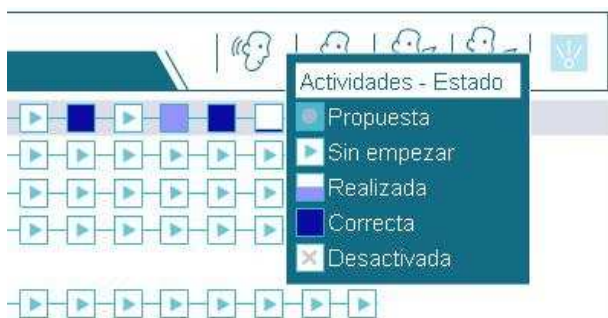 Actividades - Estado
Propuesta
Sin empezar
Realizada
Correcta
Desactivada